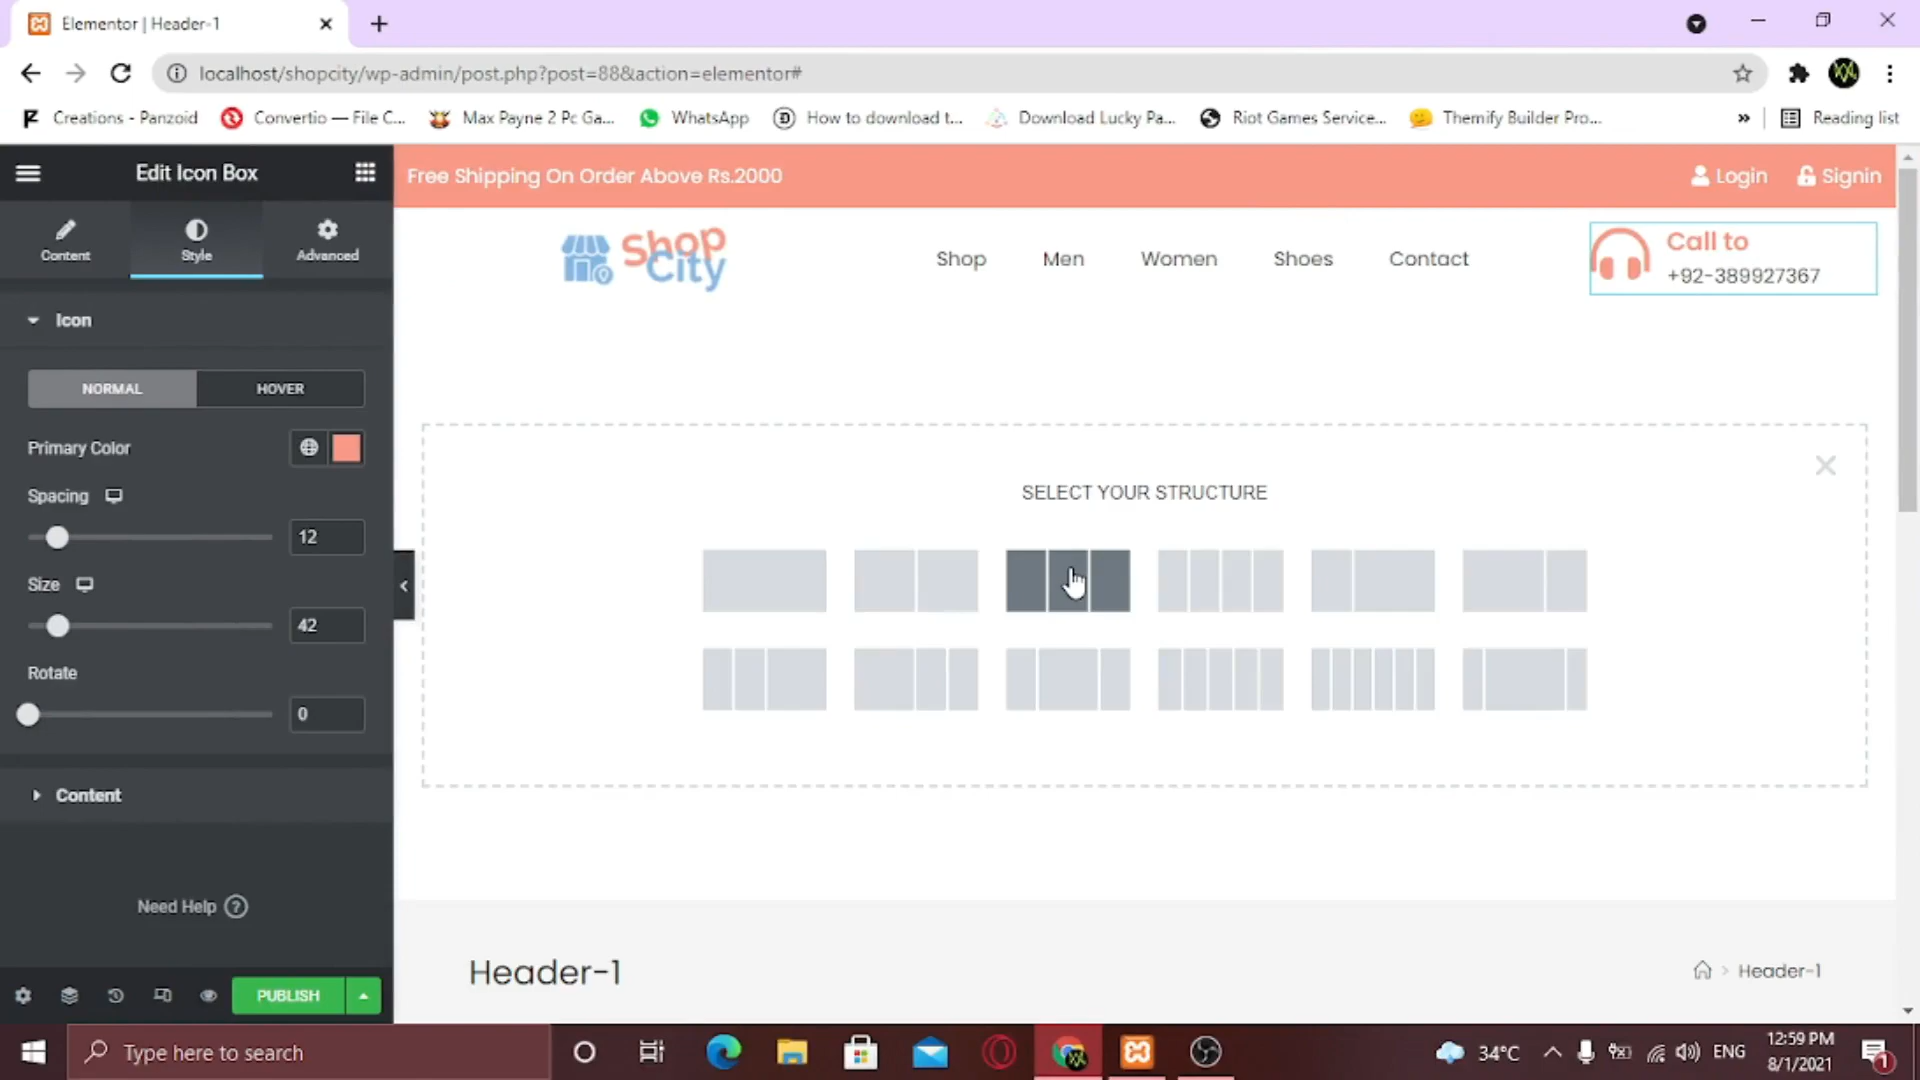 Elementor | Header-1
localhost/shopcity/wp-admin/post.php?post=88&action=elementor#
Creations - Panzoid
Convertio — File C...
Max Payne 2 Pc Ga...
WhatsApp
How to download t...
Download Lucky Pa...
Riot Games Service...
Themify Builder Pro...
»
Reading list
Edit Icon Box
Content
Style
Advanced
Icon
NORMAL
HOVER
Primary Color
Spacing
12
Size
42
Rotate
0
Content
Need Help ?
PUBLISH
Free Shipping On Order Above Rs.2000
Login
Signin
Shop City
Shop
Men
Women
Shoes
Contact
Call to
+92-389927367
SELECT YOUR STRUCTURE
Header-1
> Header-1
Type here to search
34°C
ENG
12:59 PM
8/1/2021
1